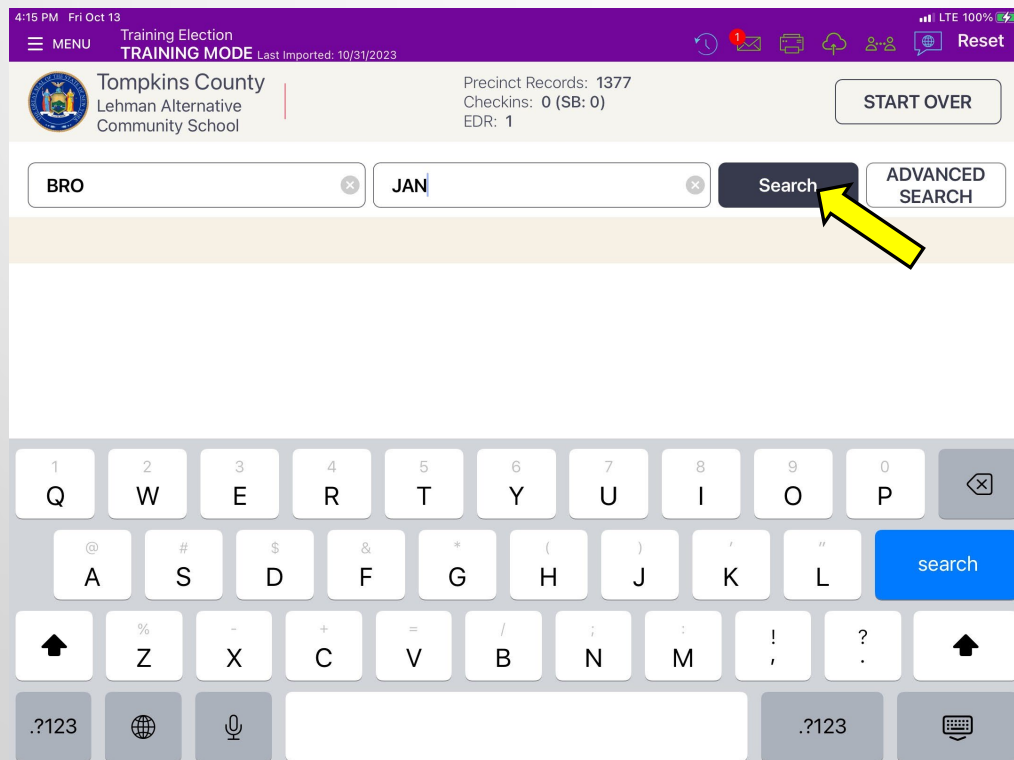 4:15 PM Fri Oct 13
LTE 100%
MENU
Training Election
TRAINING MODE Last Imported: 10/31/2023
1
Reset
Tompkins County
Lehman Alternative
Community School
Precinct Records: 1377
Checkins: 0 (SB: 0)
EDR: 1
START OVER
BRO
JAN
Search
ADVANCED
SEARCH
1 2 3 4 5 6 7 8 9 0
Q W E R T Y U I O P
@ # $ & * ( ) ' "
A S D F G H J K L
search
% - + = / ; : ! ?
Z X C V B N M , .
.?123
.?123